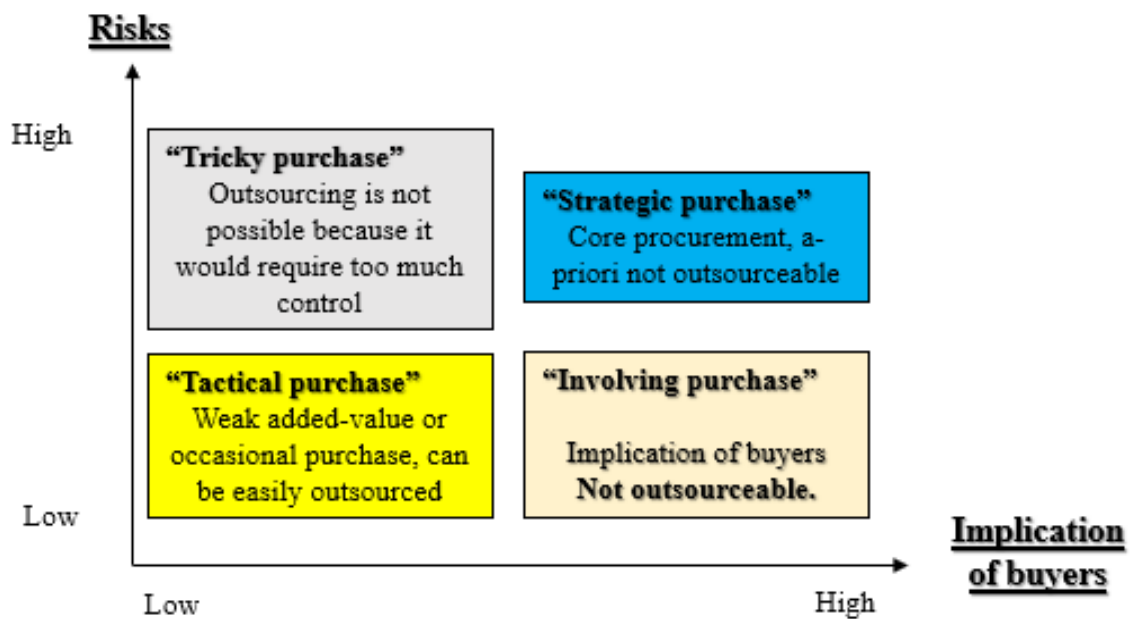 Risks
High
“Tricky purchase”
Outsourcing is not
possible because it
would require too much
control
“Strategic purchase”
Core procurement, a-
priori not outsourceable
“Tactical purchase”
Weak added-value or
occasional purchase, can
be easily outsourced
“Involving purchase”
Implication of buyers
Not outsourceable.
Low
Implication
of buyers
Low
High